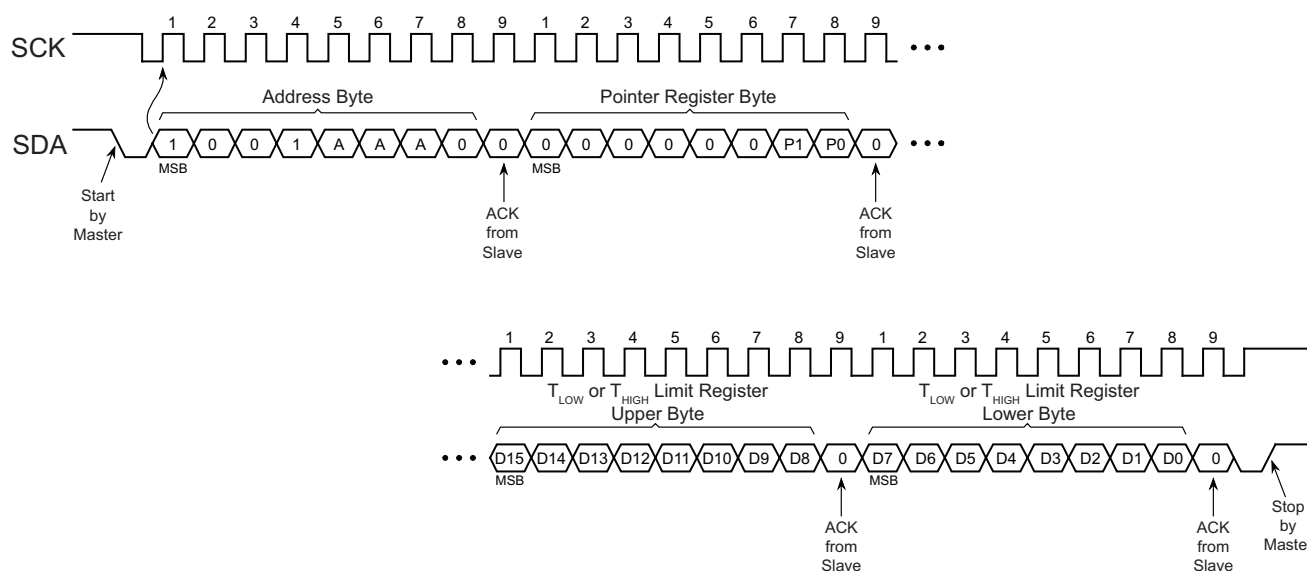 1 2 3 4 5 6 7 8 9 1 2 3 4 5 6 7 8 9
SCK
Address Byte Pointer Register Byte
SDA 1 0 0 1 A A A 0 0 0 0 0 0 0 0 P1 P0 0
MSB MSB
Start
by
Master
ACK
from
Slave
ACK
from
Slave
1 2 3 4 5 6 7 8 9 1 2 3 4 5 6 7 8 9
TLOW or THIGH Limit Register TLOW or THIGH Limit Register
Upper Byte Lower Byte
D15 D14 D13 D12 D11 D10 D9 D8 0 D7 D6 D5 D4 D3 D2 D1 D0 0
MSB MSB
ACK
from
Slave
ACK
from
Slave
Stop
by
Maste